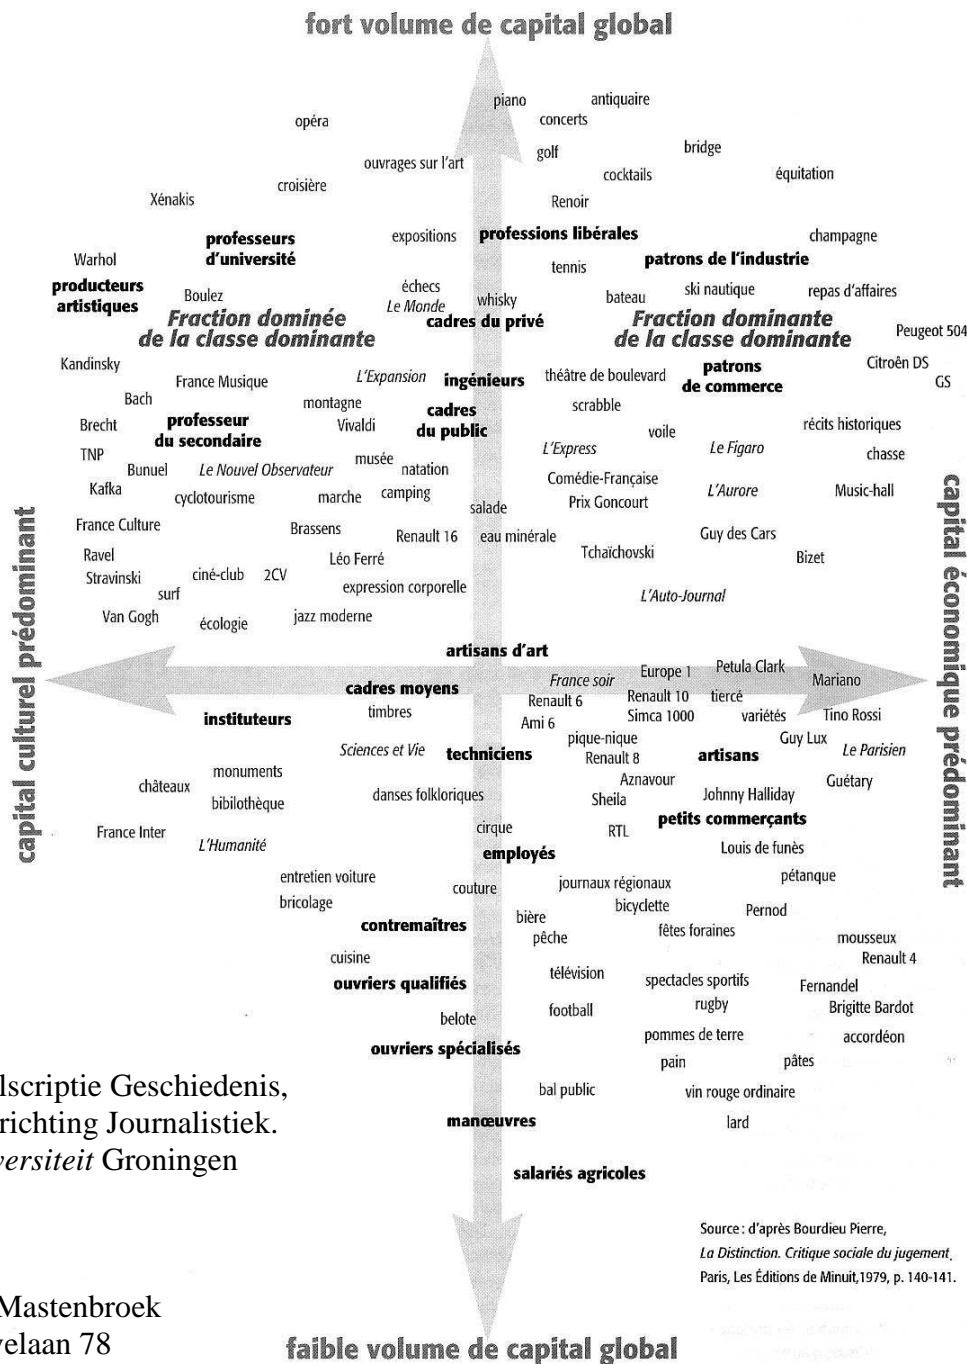 fort volume de capital global
piano
antiquaire
opéra
concerts
ouvrages sur l'art
golf
bridge
cocktails
équitation
croisière
Xénakis
Renoir
professeurs
d'université
expositions
professions libérales
champagne
Warhol
tennis
patrons de l'industrie
producteurs
artistiques
Boulez
échecs
Le Monde
whisky
bateau
ski nautique
repas d'affaires
Fraction dominée
de la classe dominante
cadres du privé
Fraction dominante
de la classe dominante
Peugeot 504
Kandinsky
France Musique
L'Expansion
ingénieurs
théâtre de boulevard
patrons
de commerce
Citroên DS
GS
Bach
montagne
cadres
du public
scrabble
Brecht
professeur
du secondaire
Vivaldi
voile
récits historiques
TNP
Bunuel
Le Nouvel Observateur
musée
natation
L'Express
Le Figaro
chasse
Kafka
cyclotourisme
marche
camping
salade
Comédie-Française
Prix Goncourt
L'Aurore
Music-hall
France Culture
Brassens
Renault 16
eau minérale
Guy des Cars
Ravel
Léo Ferré
Tchaïchovski
Bizet
Stravinski
surf
ciné-club
2CV
expression corporelle
L'Auto-Journal
Van Gogh
écologie
jazz moderne
capital culturel prédominant
capital économique prédominant
artisans d'art
cadres moyens
France soir
Europe 1
Petula Clark
Mariano
instituteurs
timbres
Renault 6
Renault 10
tiercé
Ami 6
Simca 1000
variétés
Tino Rossi
Sciences et Vie
techniciens
pique-nique
Renault 8
artisans
Guy Lux
Le Parisien
monuments
châteaux
bibilothèque
danses folkloriques
Aznavour
Sheila
Johnny Halliday
Guétary
France Inter
L'Humanité
cirque
RTL
petits commerçants
employés
Louis de funès
entretien voiture
bricolage
couture
journaux régionaux
pétanque
contremaîtres
bière
bicyclette
Pernod
pêche
fêtes foraines
mousseux
Renault 4
cuisine
ouvriers qualifiés
télévision
spectacles sportifs
Fernandel
belote
football
rugby
Brigitte Bardot
ouvriers spécialisés
pommes de terre
accordéon
pain
pâtes
lscriptie Geschiedenis,
richting Journalistiek.
versiteit Groningen
bal public
vin rouge ordinaire
manœuvres
lard
salariés agricoles
Source : d'après Bourdieu Pierre,
La Distinction. Critique sociale du jugement,
Paris, Les Éditions de Minuit,1979, p. 140-141.
Mastenbroek
velaan 78
faible volume de capital global